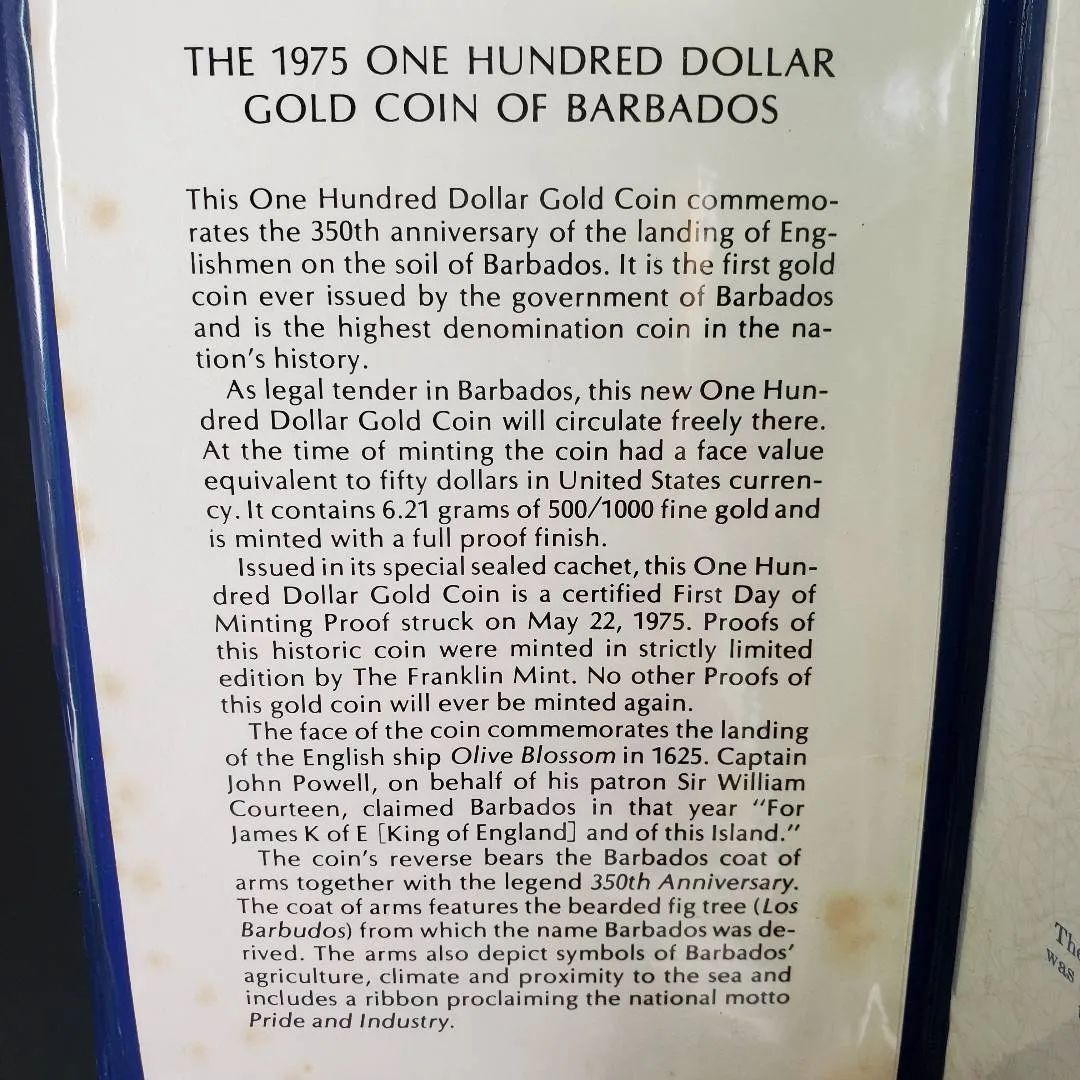 THE 1975 ONE HUNDRED DOLLAR
GOLD COIN OF BARBADOS
This One Hundred Dollar Gold Coin commemo-
rates the 350th anniversary of the landing of Eng-
lishmen on the soil of Barbados. It is the first gold
coin ever issued by the government of Barbados
and is the highest denomination coin in the na-
tion's history.
As legal tender in Barbados, this new One Hun-
dred Dollar Gold Coin will circulate freely there.
At the time of minting the coin had a face value
equivalent to fifty dollars in United States curren-
cy. It contains 6.21 grams of 500/1000 fine gold and
is minted with a full proof finish.
Issued in its special sealed cachet, this One Hun-
dred Dollar Gold Coin is a certified First Day of
Minting Proof struck on May 22, 1975. Proofs of
this historic coin were minted in strictly limited
edition by The Franklin Mint. No other Proofs of
this gold coin will ever be minted again.
The face of the coin commemorates the landing
of the English ship Olive Blossom in 1625. Captain
John Powell, on behalf of his patron Sir William
Courteen, claimed Barbados in that year “For
James K of E [King of England] and of this Island.”
The coin's reverse bears the Barbados coat of
arms together with the legend 350th Anniversary.
The coat of arms features the bearded fig tree (Los
Barbudos) from which the name Barbados was de-
rived. The arms also depict symbols of Barbados'
agriculture, climate and proximity to the sea and
includes a ribbon proclaiming the national motto
Pride and Industry.
was